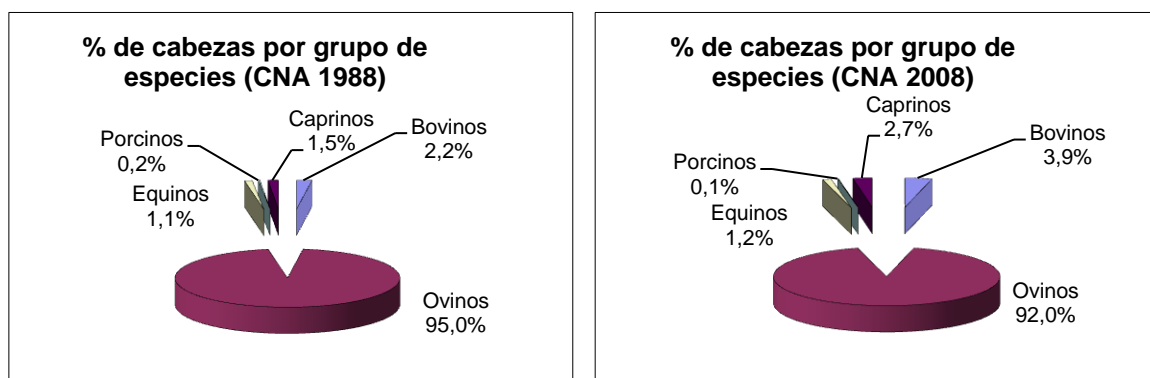 % de cabezas por grupo de
especies (CNA 1988)
Caprinos
1,5%
Bovinos
2,2%
Porcinos
0,2%
Equinos
1,1%
Ovinos
95,0%
% de cabezas por grupo de
especies (CNA 2008)
Caprinos
2,7%
Bovinos
3,9%
Porcinos
0,1%
Equinos
1,2%
Ovinos
92,0%